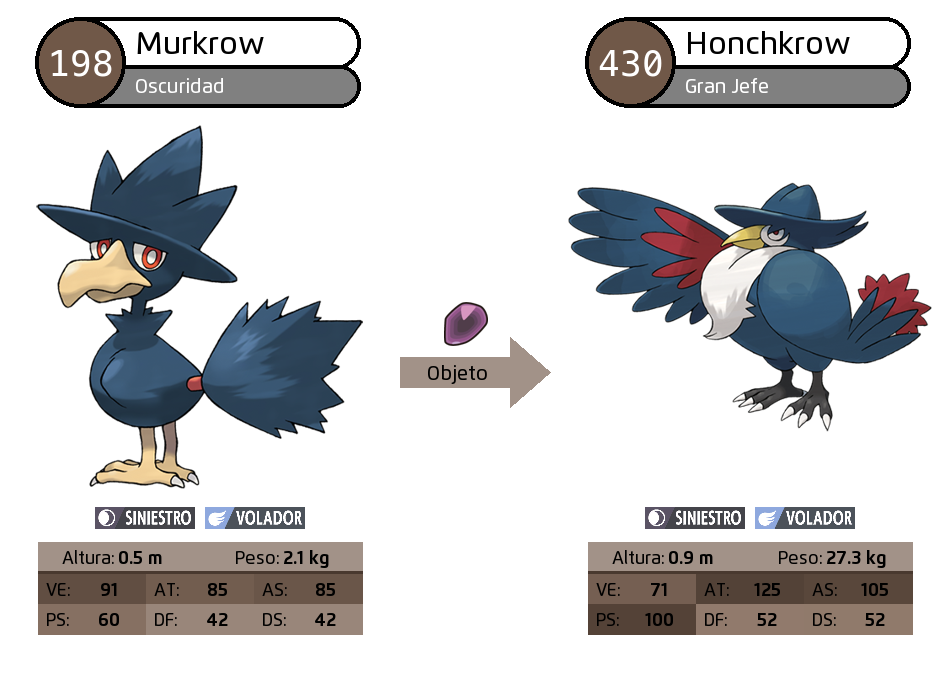 198
Murkrow
Oscuridad
430
Honchkrow
Gran Jefe
Objeto
SINIESTRO VOLADOR
Altura: 0.5 m Peso: 2.1 kg
VE: 91 AT: 85 AS: 85
PS: 60 DF: 42 DS: 42
SINIESTRO VOLADOR
Altura: 0.9 m Peso: 27.3 kg
VE: 71 AT: 125 AS: 105
PS: 100 DF: 52 DS: 52